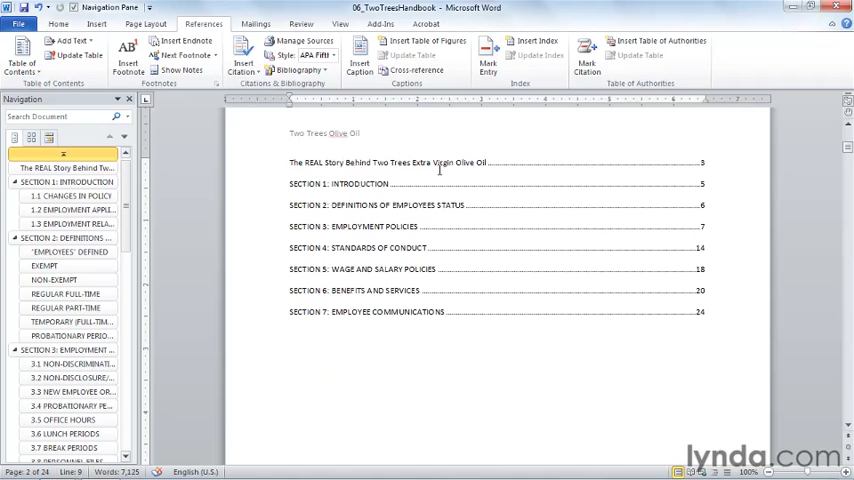 Navigation Pane
06_TwoTreesHandbook - Microsoft Word
File Home Insert Page Layout References Mailings Review View Add-Ins Acrobat
Table of Contents
Add Text
Update Table
Table of Contents
Insert Footnote
Insert Endnote
Next Footnote
Show Notes
Footnotes
Insert Citation
Manage Sources
Style: APA Fift
Bibliography
Citations & Bibliography
Insert Caption
Insert Table of Figures
Update Table
Cross-reference
Captions
Mark Entry
Insert Index
Update Index
Index
Mark Citation
Insert Table of Authorities
Update Table
Table of Authorities
Navigation
Search Document
The REAL Story Behind Tw...
SECTION 1: INTRODUCTION
1.1 CHANGES IN POLICY
1.2 EMPLOYMENT APPLI...
1.3 EMPLOYMENT RELA...
SECTION 2: DEFINITIONS ...
'EMPLOYEES' DEFINED
EXEMPT
NON-EXEMPT
REGULAR FULL-TIME
REGULAR PART-TIME
TEMPORARY (FULL-TIM...
PROBATIONARY PERIO...
SECTION 3: EMPLOYMENT ...
3.1 NON-DISCRIMINATI...
3.2 NON-DISCLOSURE/...
3.3 NEW EMPLOYEE OR...
3.4 PROBATIONARY PE...
3.5 OFFICE HOURS
3.6 LUNCH PERIODS
3.7 BREAK PERIODS
3.8 PERSONNEL FILES
Two Trees Olive Oil
The REAL Story Behind Two Trees Extra Virgin Olive Oil 3
SECTION 1: INTRODUCTION 5
SECTION 2: DEFINITIONS OF EMPLOYEES STATUS 6
SECTION 3: EMPLOYMENT POLICIES 7
SECTION 4: STANDARDS OF CONDUCT 14
SECTION 5: WAGE AND SALARY POLICIES 18
SECTION 6: BENEFITS AND SERVICES 20
SECTION 7: EMPLOYEE COMMUNICATIONS 24
lynda.com
Page: 2 of 24 Line: 9 Words: 7,125 English (U.S.) 100%